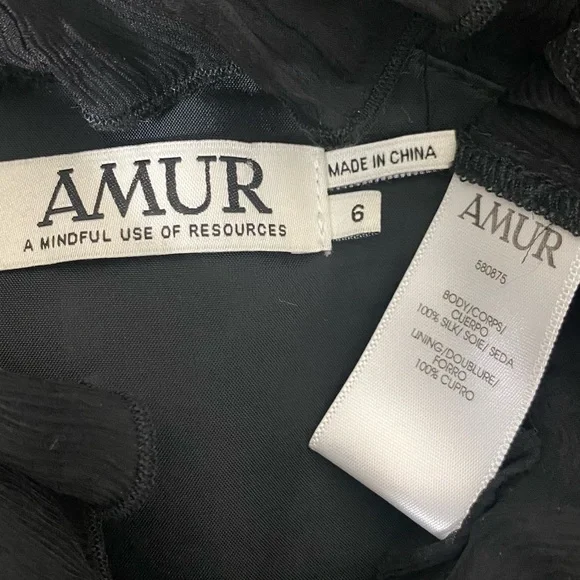 AMUR
A MINDFUL USE OF RESOURCES
MADE IN CHINA
6
AMUR
580875
BODY/CORPS/
CUERPO
100% SILK/ SOIE/ SEDA
LINING/DOUBLURE/
FORRO
100% CUPRO